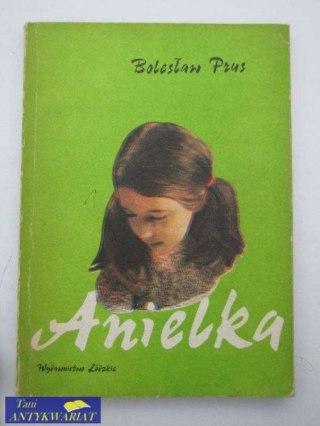 Bolesław Prus
Anielka
Wydawnictwo Łódzkie
Tani
ANTYKWARIAT